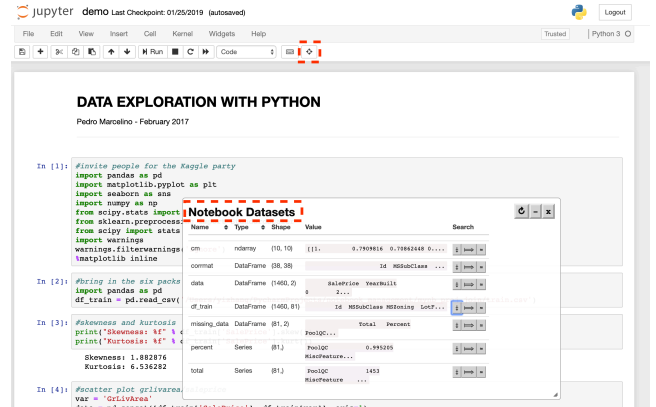 jupyter demo Last Checkpoint: 01/25/2019 (autosaved)
Logout
File Edit View Insert Cell Kernel Widgets Help
Trusted Python 3
Run Code
DATA EXPLORATION WITH PYTHON
Pedro Marcelino - February 2017
In [1]: #invite people for the Kaggle party
import pandas as pd
import matplotlib.pyplot as plt
import seaborn as sns
import numpy as np
from scipy.stats import
from sklearn.preprocess
from scipy import stats
import warnings
warnings.filterwarnings
%matplotlib inline
In [2]: #bring in the six packs
import pandas as pd
df_train = pd.read_csv(
In [3]: #skewness and kurtosis
print("Skewness: %f" %
print("Kurtosis: %f" %
Skewness: 1.882876
Kurtosis: 6.536282
In [4]: #scatter plot grlivarea
var = 'GrLivArea'
Notebook Datasets
Name Type Shape Value Search
cm ndarray (10, 10) [[1. 0.7909816 0.70862448 0....
corrmat DataFrame (38, 38) Id MSSubClass ...
data DataFrame (1460, 2) SalePrice YearBuilt
0 2...
df_train DataFrame (1460, 81) Id MSSubClass MSZoning LotF...
missing_data DataFrame (81, 2) Total Percent
PoolQC...
percent Series (81,) PoolQC 0.995205
MiscFeature...
total Series (81,) PoolQC 1453
MiscFeature ...